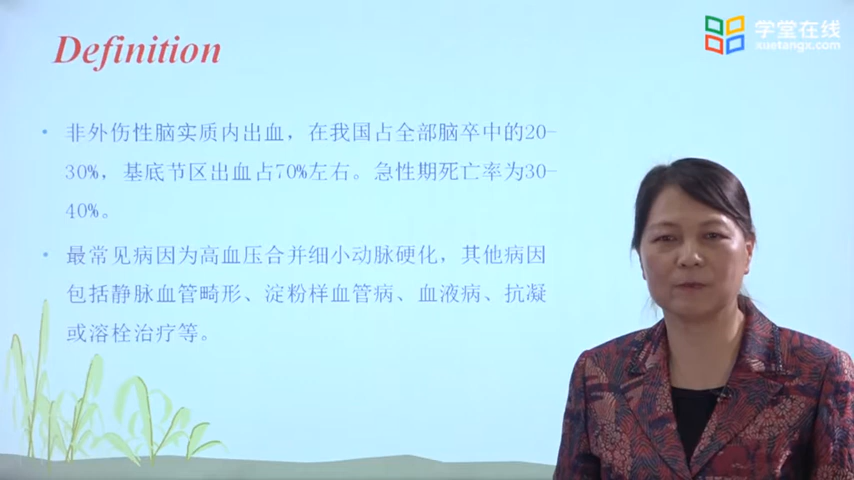 Definition
学堂在线
xuetangx.com
• 非外伤性脑实质内出血，在我国占全部脑卒中的20-
30%，基底节区出血占70%左右。急性期死亡率为30-
40%。
• 最常见病因为高血压合并细小动脉硬化，其他病因
包括静脉血管畸形、淀粉样血管病、血液病、抗凝
或溶栓治疗等。